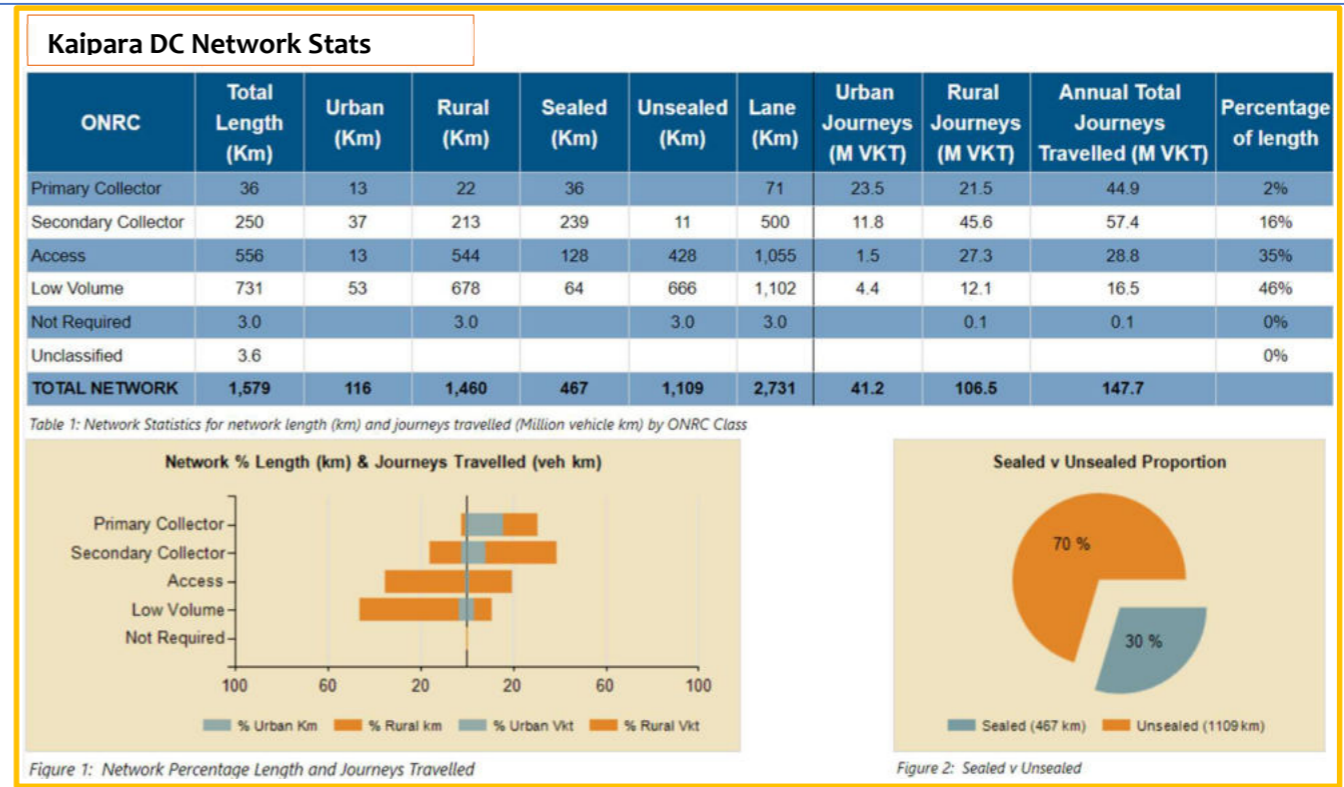 Kaipara DC Network Stats
ONRC Total Length (Km) Urban (Km) Rural (Km) Sealed (Km) Unsealed (Km) Lane (Km) Urban Journeys (M VKT) Rural Journeys (M VKT) Annual Total Journeys Travelled (M VKT) Percentage of length
Primary Collector 36 13 22 36 71 23.5 21.5 44.9 2%
Secondary Collector 250 37 213 239 11 500 11.8 45.6 57.4 16%
Access 556 13 544 128 428 1,055 1.5 27.3 28.8 35%
Low Volume 731 53 678 64 666 1,102 4.4 12.1 16.5 46%
Not Required 3.0 3.0 3.0 3.0 0.1 0.1 0%
Unclassified 3.6 0%
TOTAL NETWORK 1,579 116 1,460 467 1,109 2,731 41.2 106.5 147.7
Table 1: Network Statistics for network length (km) and journeys travelled (Million vehicle km) by ONRC Class
Network % Length (km) & Journeys Travelled (veh km)
Primary Collector
Secondary Collector
Access
Low Volume
Not Required
100 60 20 20 60 100
% Urban Km % Rural km % Urban Vkt % Rural Vkt
Figure 1: Network Percentage Length and Journeys Travelled
Sealed v Unsealed Proportion
70 %
30 %
Sealed (467 km) Unsealed (1109 km)
Figure 2: Sealed v Unsealed